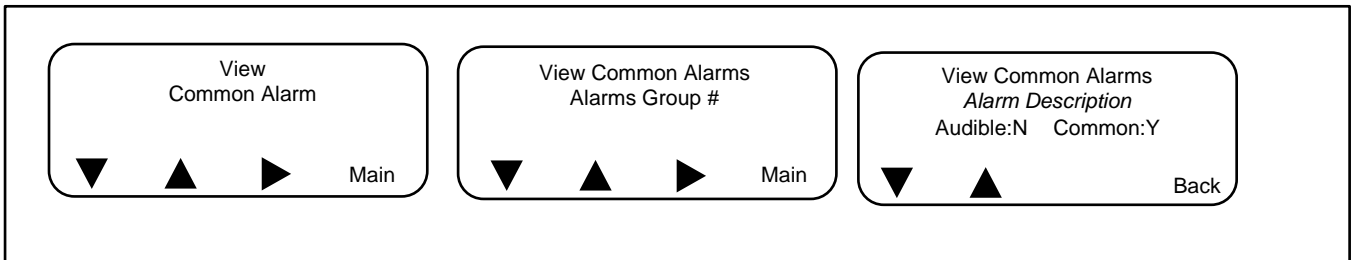 View
Common Alarm
Main
View Common Alarms
Alarms Group #
Main
View Common Alarms
Alarm Description
Audible:N Common:Y
Back